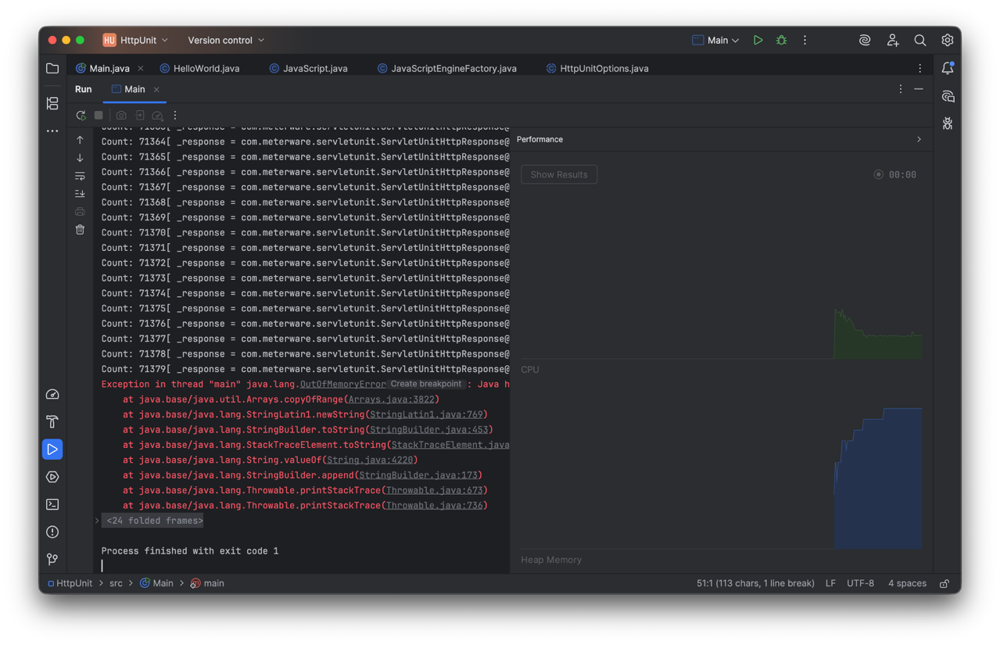 HU HttpUnit Version control Main
Main.java HelloWorld.java JavaScript.java JavaScriptEngineFactory.java HttpUnitOptions.java
Run Main
Count: 71364[ _response = com.meterware.servletunit.ServletUnitHttpResponse@
Count: 71365[ _response = com.meterware.servletunit.ServletUnitHttpResponse@
Count: 71366[ _response = com.meterware.servletunit.ServletUnitHttpResponse@
Count: 71367[ _response = com.meterware.servletunit.ServletUnitHttpResponse@
Count: 71368[ _response = com.meterware.servletunit.ServletUnitHttpResponse@
Count: 71369[ _response = com.meterware.servletunit.ServletUnitHttpResponse@
Count: 71370[ _response = com.meterware.servletunit.ServletUnitHttpResponse@
Count: 71371[ _response = com.meterware.servletunit.ServletUnitHttpResponse@
Count: 71372[ _response = com.meterware.servletunit.ServletUnitHttpResponse@
Count: 71373[ _response = com.meterware.servletunit.ServletUnitHttpResponse@
Count: 71374[ _response = com.meterware.servletunit.ServletUnitHttpResponse@
Count: 71375[ _response = com.meterware.servletunit.ServletUnitHttpResponse@
Count: 71376[ _response = com.meterware.servletunit.ServletUnitHttpResponse@
Count: 71377[ _response = com.meterware.servletunit.ServletUnitHttpResponse@
Count: 71378[ _response = com.meterware.servletunit.ServletUnitHttpResponse@
Count: 71379[ _response = com.meterware.servletunit.ServletUnitHttpResponse@
Exception in thread "main" java.lang.OutOfMemoryError Create breakpoint : Java h
at java.base/java.util.Arrays.copyOfRange(Arrays.java:3822)
at java.base/java.lang.StringLatin1.newString(StringLatin1.java:769)
at java.base/java.lang.StringBuilder.toString(StringBuilder.java:453)
at java.base/java.lang.StackTraceElement.toString(StackTraceElement.java
at java.base/java.lang.String.valueOf(String.java:4220)
at java.base/java.lang.StringBuilder.append(StringBuilder.java:173)
at java.base/java.lang.Throwable.printStackTrace(Throwable.java:673)
at java.base/java.lang.Throwable.printStackTrace(Throwable.java:736)
<24 folded frames>
Process finished with exit code 1
Performance
Show Results 00:00
CPU
Heap Memory
HttpUnit src Main main 51:1 (113 chars, 1 line break) LF UTF-8 4 spaces